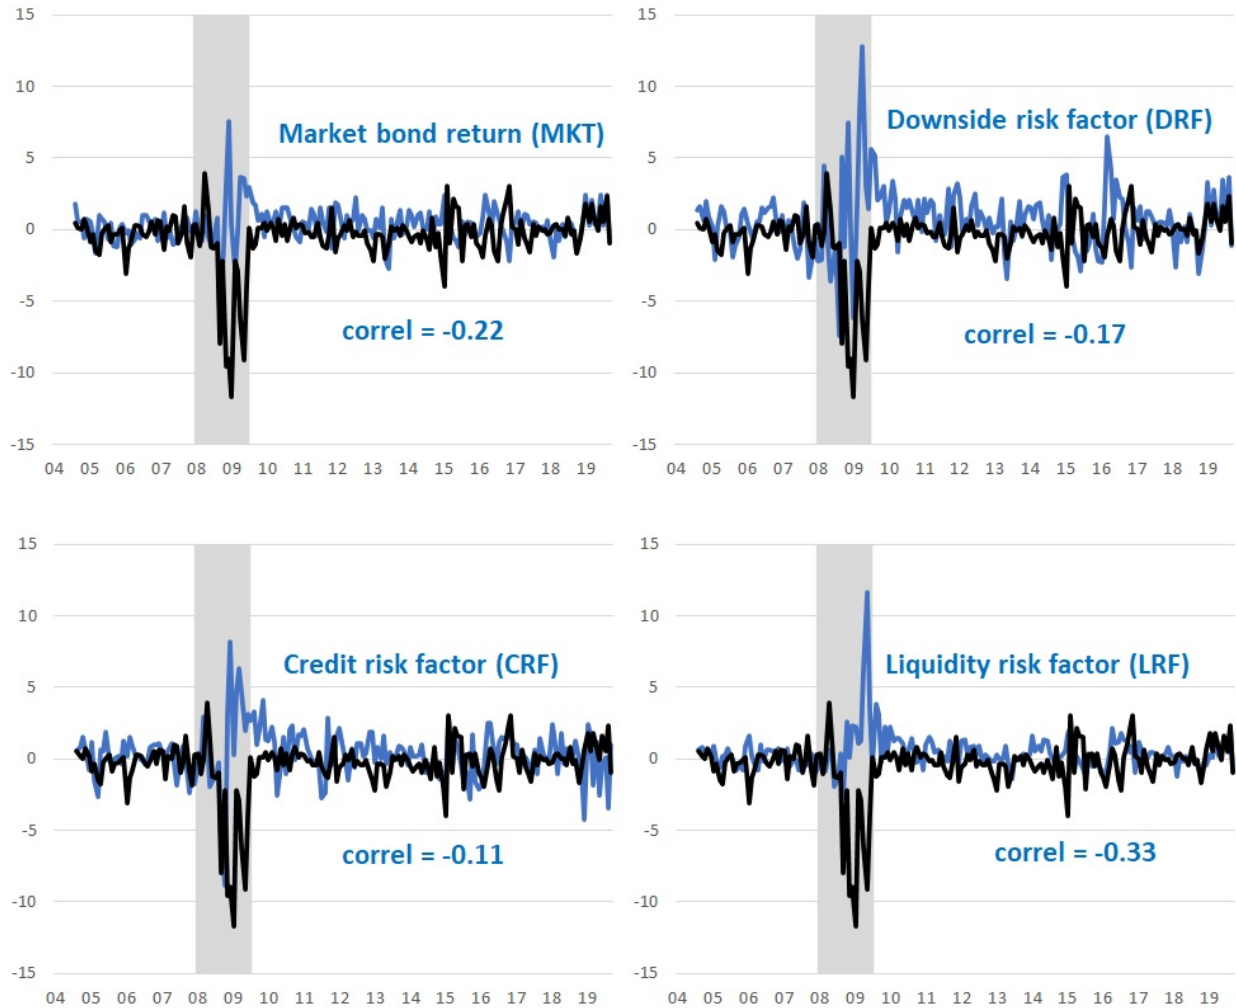 15
10
5
0
-5
-10
-15
04 05 06 07 08 09 10 11 12 13 14 15 16 17 18 19
Market bond return (MKT)
correl = -0.22
15
10
5
0
-5
-10
-15
04 05 06 07 08 09 10 11 12 13 14 15 16 17 18 19
Downside risk factor (DRF)
correl = -0.17
15
10
5
0
-5
-10
-15
04 05 06 07 08 09 10 11 12 13 14 15 16 17 18 19
Credit risk factor (CRF)
correl = -0.11
15
10
5
0
-5
-10
-15
04 05 06 07 08 09 10 11 12 13 14 15 16 17 18 19
Liquidity risk factor (LRF)
correl = -0.33